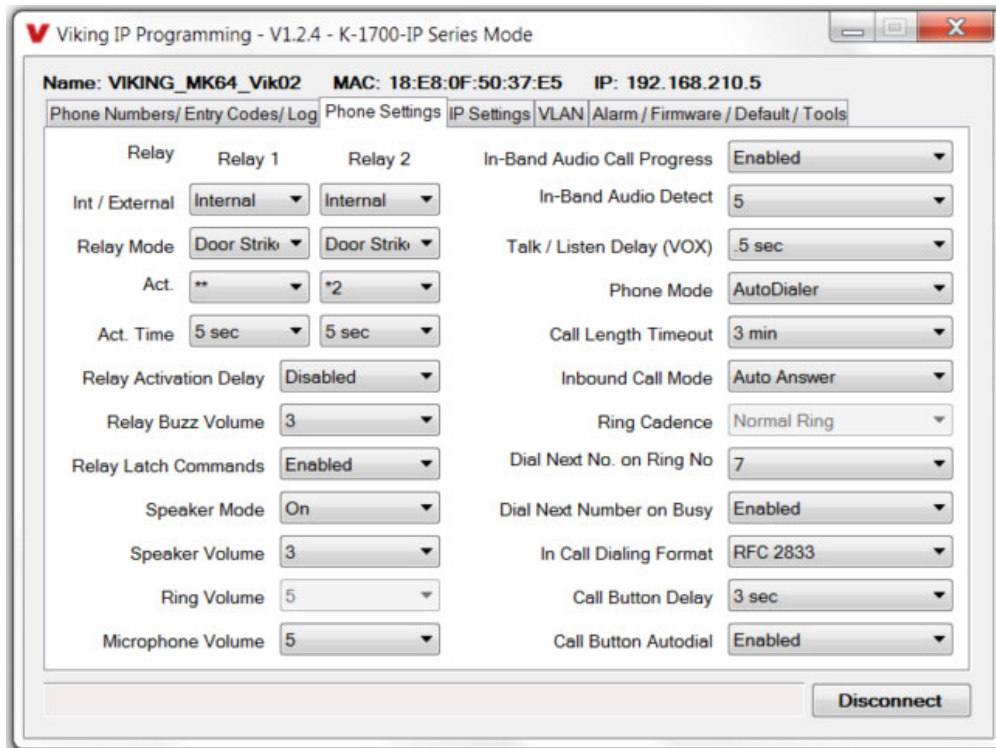 Viking IP Programming - V1.2.4 - K-1700-IP Series Mode
Name: VIKING_MK64_Vik02 MAC: 18:E8:0F:50:37:E5 IP: 192.168.210.5
Phone Numbers/ Entry Codes/ Log Phone Settings IP Settings VLAN Alarm / Firmware / Default / Tools
Relay Relay 1 Relay 2
Int / External Internal Internal
Relay Mode Door Strik Door Strik
Act. ** *2
Act. Time 5 sec 5 sec
Relay Activation Delay Disabled
Relay Buzz Volume 3
Relay Latch Commands Enabled
Speaker Mode On
Speaker Volume 3
Ring Volume 5
Microphone Volume 5
In-Band Audio Call Progress Enabled
In-Band Audio Detect 5
Talk / Listen Delay (VOX) .5 sec
Phone Mode AutoDialer
Call Length Timeout 3 min
Inbound Call Mode Auto Answer
Ring Cadence Normal Ring
Dial Next No. on Ring No 7
Dial Next Number on Busy Enabled
In Call Dialing Format RFC 2833
Call Button Delay 3 sec
Call Button Autodial Enabled
Disconnect